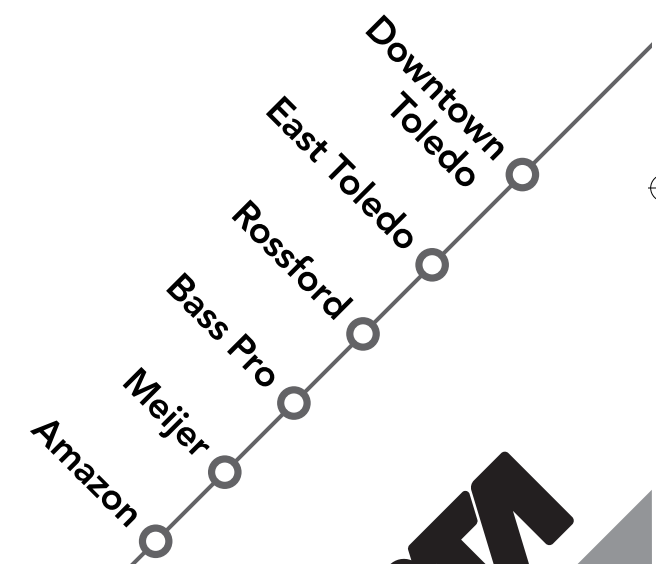 Downtown
Toledo
East Toledo
Rossford
Bass Pro
Meijer
Amazon